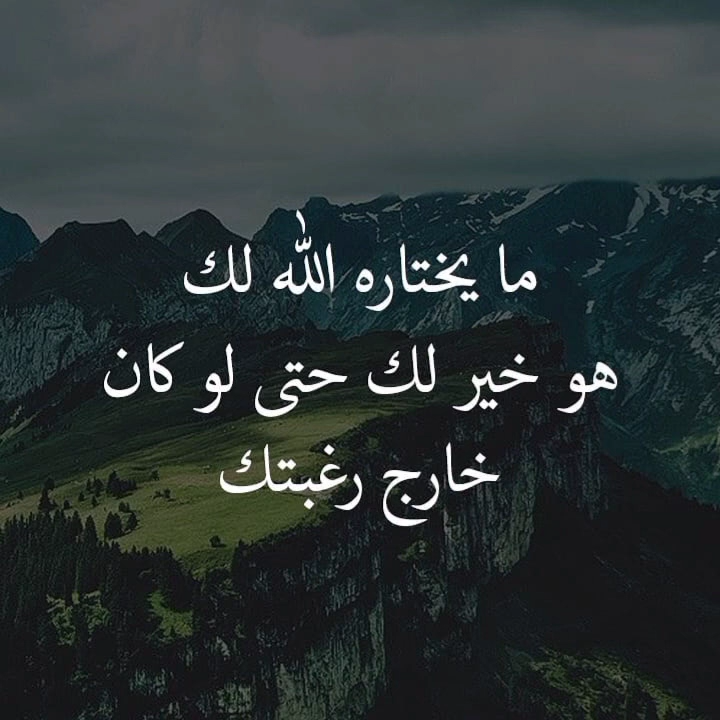 ما يختاره الله لك
هو خير لك حتى لو كان
خارج رغبتك